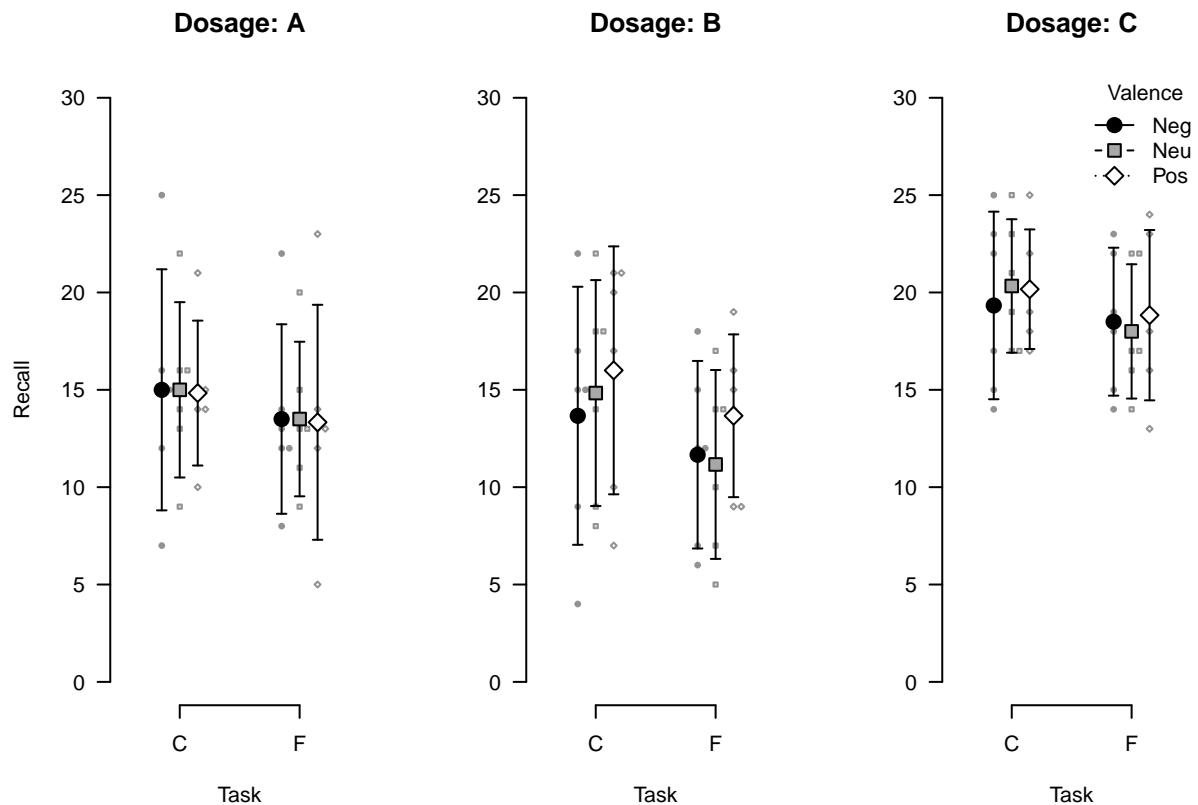 Dosage: A
Dosage: B
Dosage: C
Recall
30
25
20
15
10
5
0
C
F
Task
30
25
20
15
10
5
0
C
F
Task
30
25
20
15
10
5
0
C
F
Task
Valence
Neg
Neu
Pos